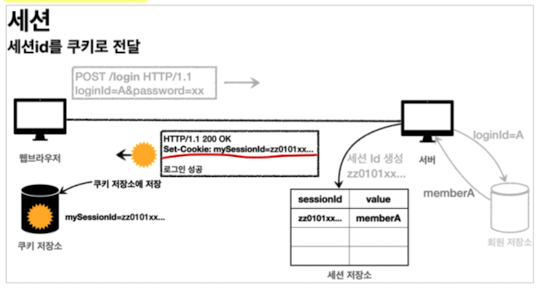 세션
세션id를 쿠키로 전달
POST /login HTTP/1.1
loginId=A&password=xx
웹브라우저
HTTP/1.1 200 OK
Set-Cookie: mySessionId=zz0101xx...
로그인 성공
서버
loginId=A
세션 Id 생성
zz0101xx...
memberA
쿠키 저장소에 저장
mySessionId=zz0101xx...
쿠키 저장소
sessionId value
zz0101xx... memberA
세션 저장소
회원 저장소